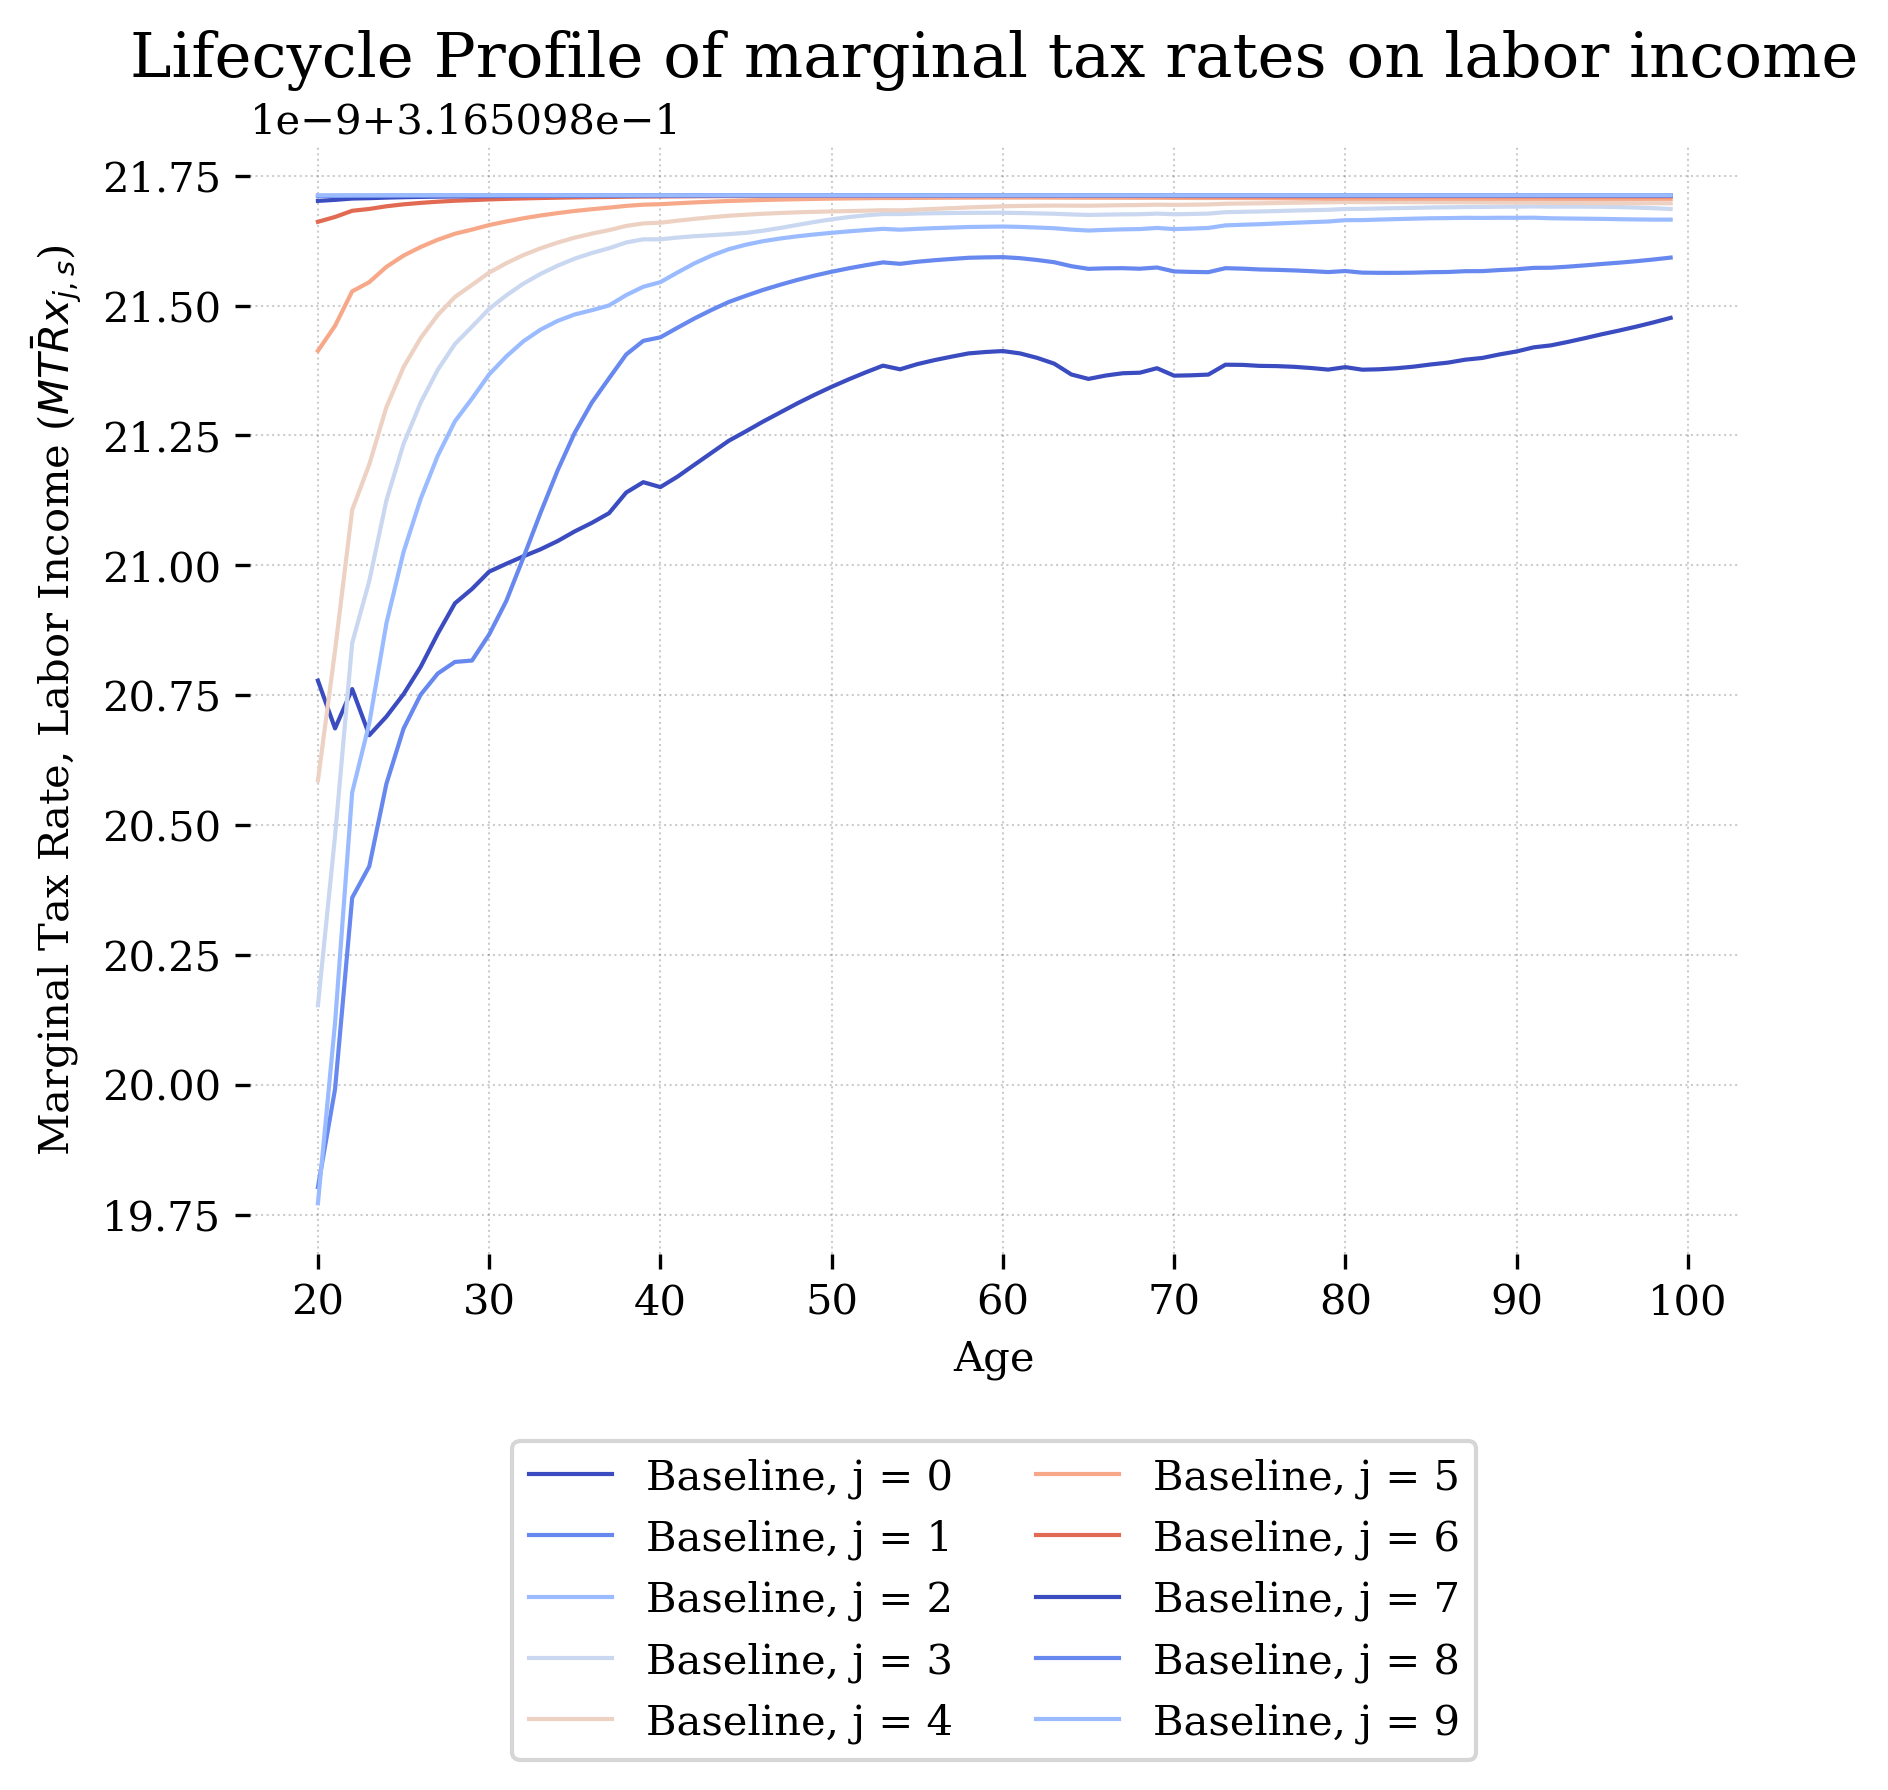 Lifecycle Profile of marginal tax rates on labor income
1e−9+3.165098e−1
21.75
21.50
21.25
21.00
20.75
20.50
20.25
20.00
19.75
Marginal Tax Rate, Labor Income (MT̄Rx_{j,s})
20 30 40 50 60 70 80 90 100
Age
Baseline, j = 0
Baseline, j = 1
Baseline, j = 2
Baseline, j = 3
Baseline, j = 4
Baseline, j = 5
Baseline, j = 6
Baseline, j = 7
Baseline, j = 8
Baseline, j = 9